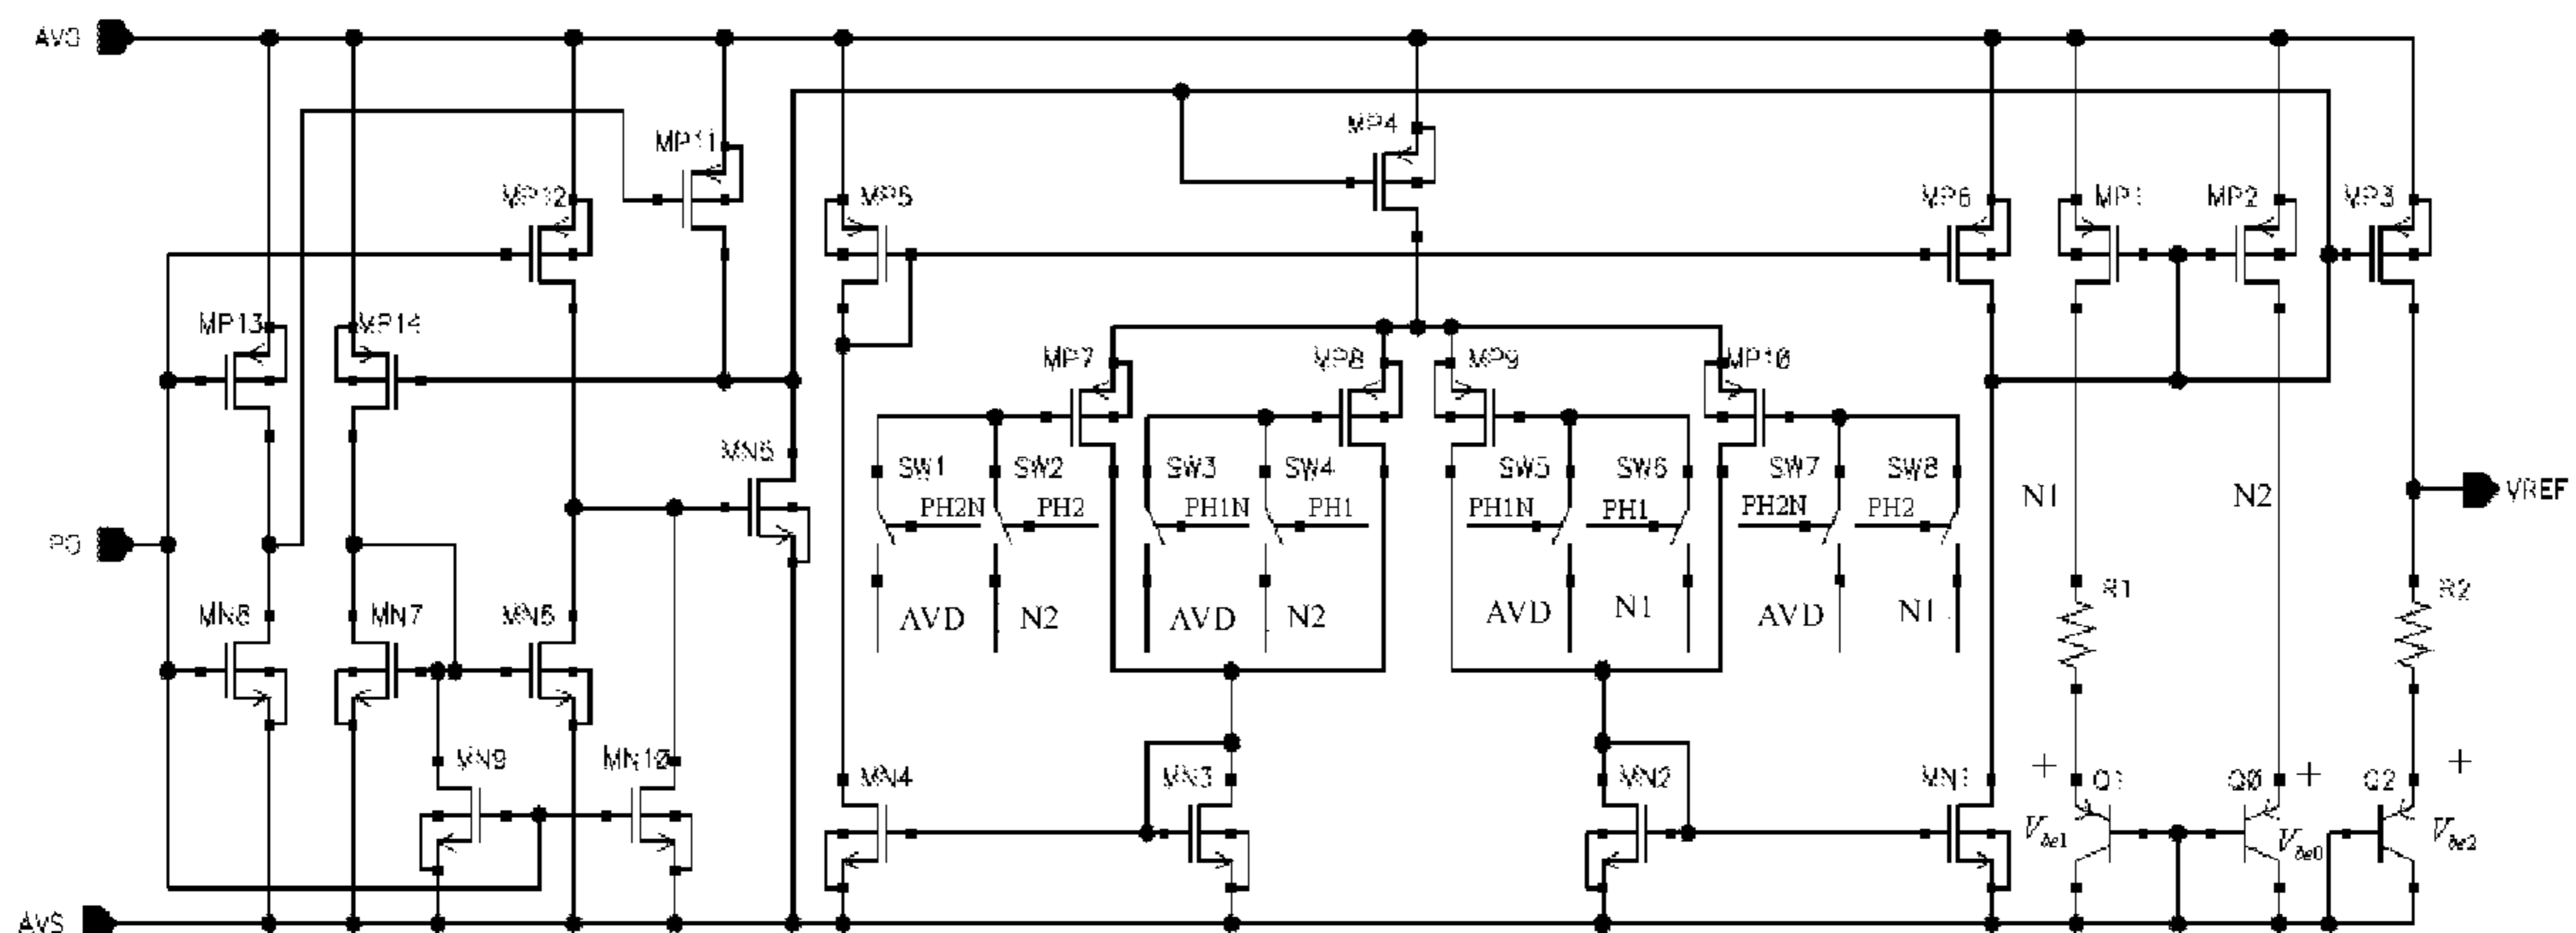 AVD
MP4
MP11
MP12
MP5
MP6
MP1
MP2
MP3
MP13
MP14
MP7
MP8
MP9
MP10
MN5
SW1
SW2
SW3
SW4
SW5
SW6
SW7
SW8
N1
N2
VREF
PH2N
PH2
PH1N
PH1
PH1N
PH1
PH2N
PH2
PD
MN8
MN7
MN6
AVD
N2
AVD
N2
AVD
N1
AVD
N1
R1
R2
MN9
MN10
MN4
MN3
MN2
MN1
+
Q1
Q0
+
Q2
+
Vbe1
Vbe0
Vbe2
AVS